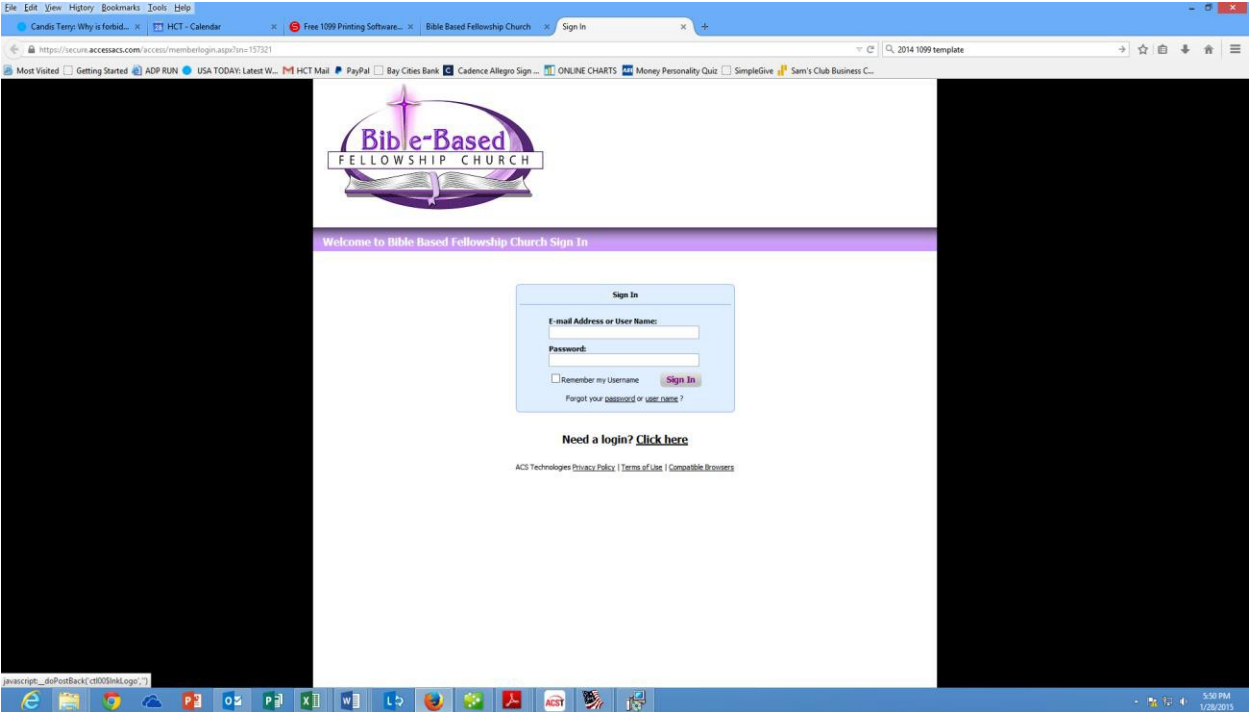 File Edit View History Bookmarks Tools Help
Candis Terry: Why is forbid... × HCT - Calendar × Free 1099 Printing Software... × Bible Based Fellowship Church × Sign In × +
https://secure.accessacs.com/access/memberlogin.aspx?sn=157321 2014 1099 template
Most Visited Getting Started ADP RUN USA TODAY: Latest W... HCT Mail PayPal Bay Cities Bank Cadence Allegro Sign ... ONLINE CHARTS Money Personality Quiz SimpleGive Sam's Club Business C...
Bible-Based
FELLOWSHIP CHURCH
Welcome to Bible Based Fellowship Church Sign In
Sign In
E-mail Address or User Name:
Password:
Remember my Username Sign In
Forgot your password or user name ?
Need a login? Click here
ACS Technologies Privacy Policy | Terms of Use | Compatible Browsers
javascript:__doPostBack('ctl00$lnkLogo','')
ACST
5:50 PM
1/28/2015